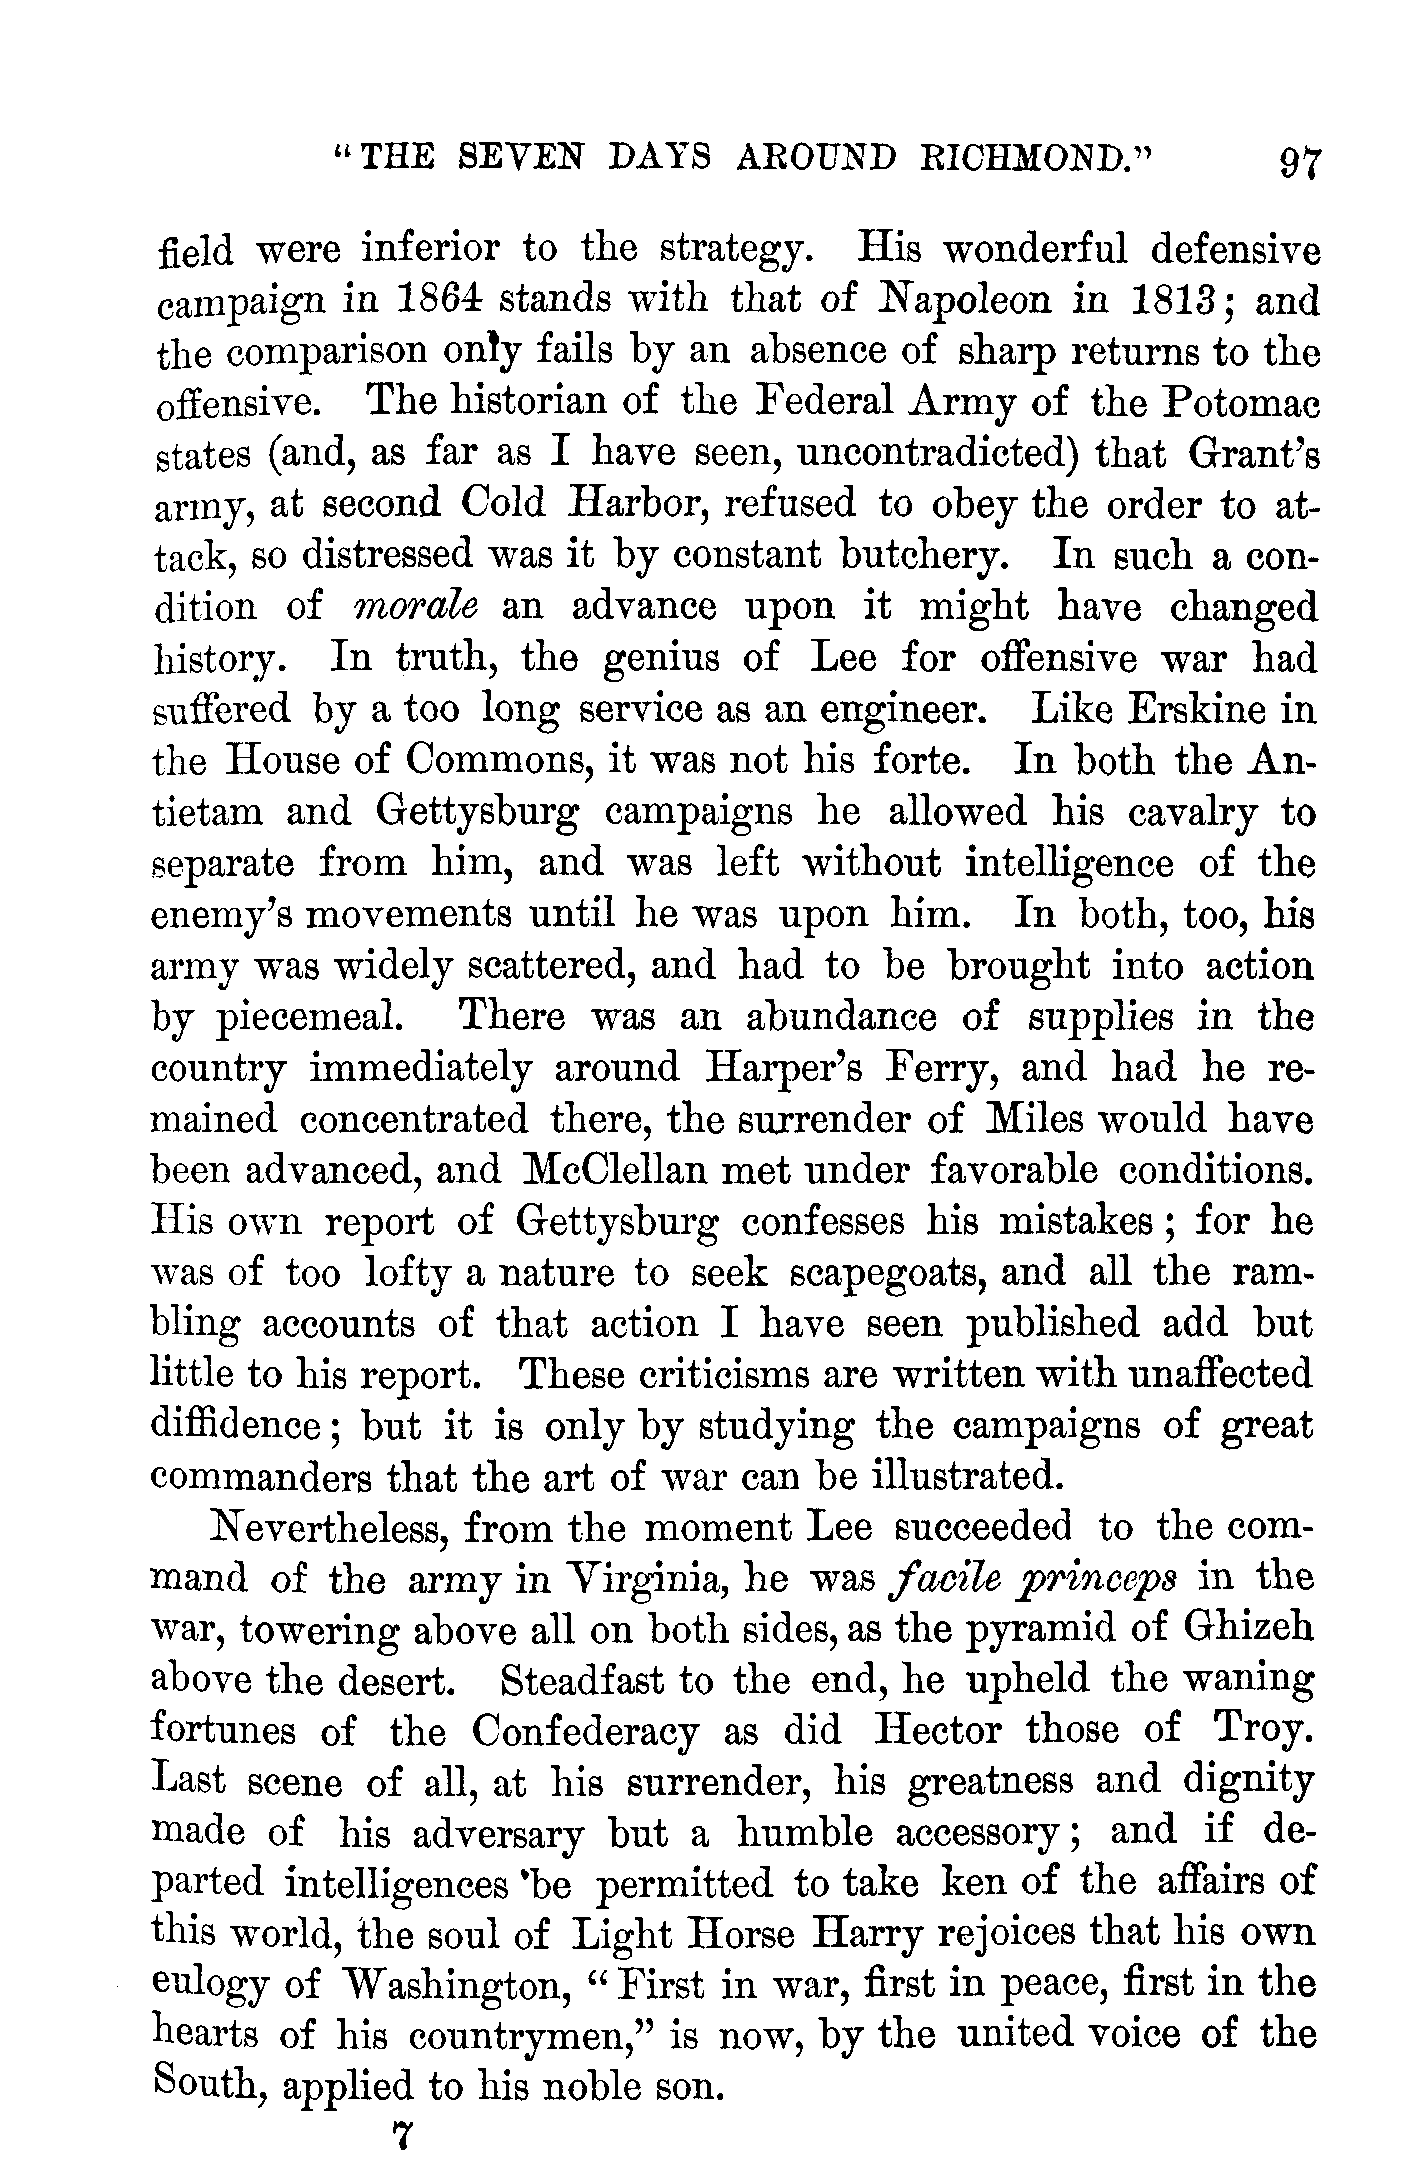 "THE SEVEN DAYS AROUND RICHMOND." 97
field were inferior to the strategy. His wonderful defensive
campaign in 1864 stands with that of Napoleon in 1813; and
the comparison only fails by an absence of sharp returns to the
offensive. The historian of the Federal Army of the Potomac
states (and, as far as I have seen, uncontradicted) that Grant's
army, at second Cold Harbor, refused to obey the order to at-
tack, so distressed was it by constant butchery. In such a con-
dition of morale an advance upon it might have changed
history. In truth, the genius of Lee for offensive war had
suffered by a too long service as an engineer. Like Erskine in
the House of Commons, it was not his forte. In both the An-
tietam and Gettysburg campaigns he allowed his cavalry to
separate from him, and was left without intelligence of the
enemy's movements until he was upon him. In both, too, his
army was widely scattered, and had to be brought into action
by piecemeal. There was an abundance of supplies in the
country immediately around Harper's Ferry, and had he re-
mained concentrated there, the surrender of Miles would have
been advanced, and McClellan met under favorable conditions.
His own report of Gettysburg confesses his mistakes; for he
was of too lofty a nature to seek scapegoats, and all the ram-
bling accounts of that action I have seen published add but
little to his report. These criticisms are written with unaffected
diffidence; but it is only by studying the campaigns of great
commanders that the art of war can be illustrated.
Nevertheless, from the moment Lee succeeded to the com-
mand of the army in Virginia, he was facile princeps in the
war, towering above all on both sides, as the pyramid of Ghizeh
above the desert. Steadfast to the end, he upheld the waning
fortunes of the Confederacy as did Hector those of Troy.
Last scene of all, at his surrender, his greatness and dignity
made of his adversary but a humble accessory; and if de-
parted intelligences be permitted to take ken of the affairs of
this world, the soul of Light Horse Harry rejoices that his own
eulogy of Washington, "First in war, first in peace, first in the
hearts of his countrymen," is now, by the united voice of the
South, applied to his noble son.
7